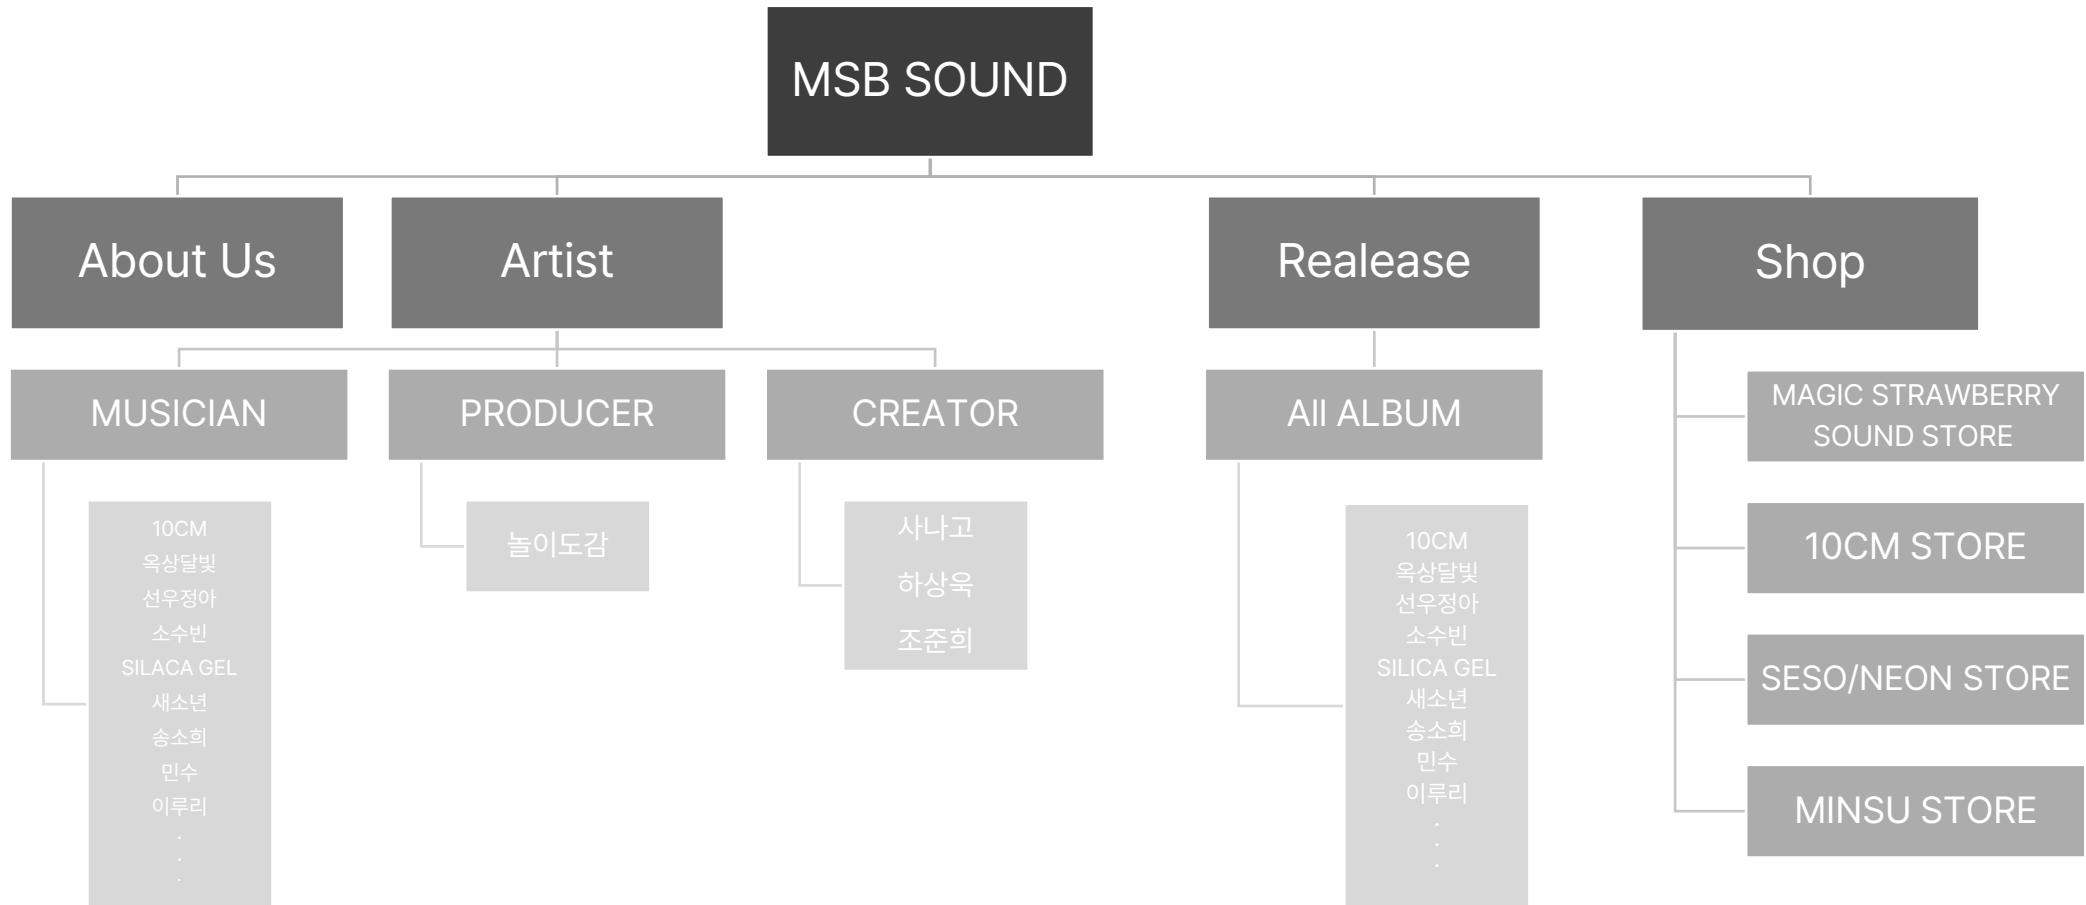 MSB SOUND
About Us
Artist
Realease
Shop
MUSICIAN
PRODUCER
CREATOR
All ALBUM
MAGIC STRAWBERRY
SOUND STORE
10CM STORE
SESO/NEON STORE
MINSU STORE
10CM
옥상달빛
선우정아
소수빈
SILACA GEL
새소년
송소희
민수
이루리
.
.
.
놀이도감
사나고
하상욱
조준희
10CM
옥상달빛
선우정아
소수빈
SILICA GEL
새소년
송소희
민수
이루리
.
.
.